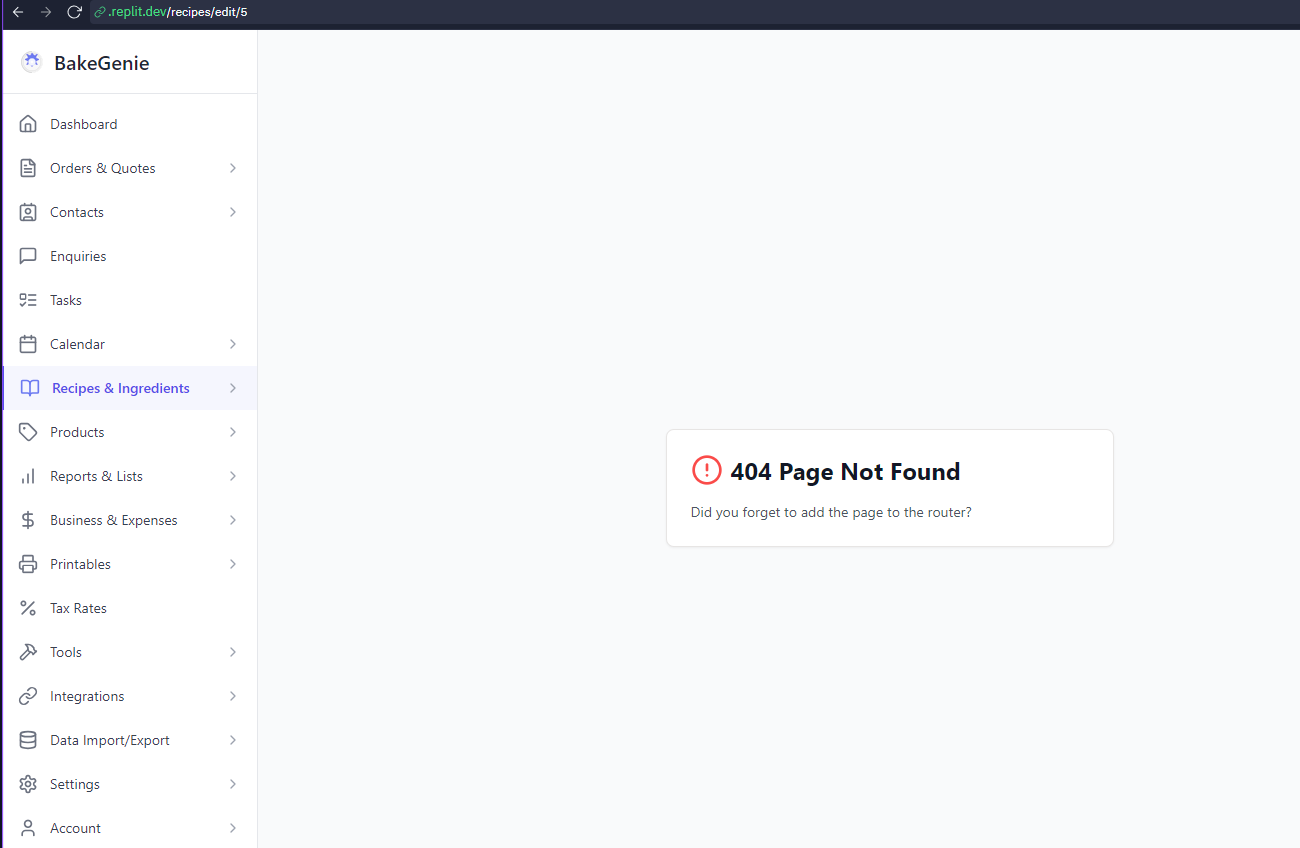 .replit.dev/recipes/edit/5
BakeGenie
Dashboard
Orders & Quotes
Contacts
Enquiries
Tasks
Calendar
Recipes & Ingredients
Products
Reports & Lists
Business & Expenses
Printables
Tax Rates
Tools
Integrations
Data Import/Export
Settings
Account
404 Page Not Found
Did you forget to add the page to the router?